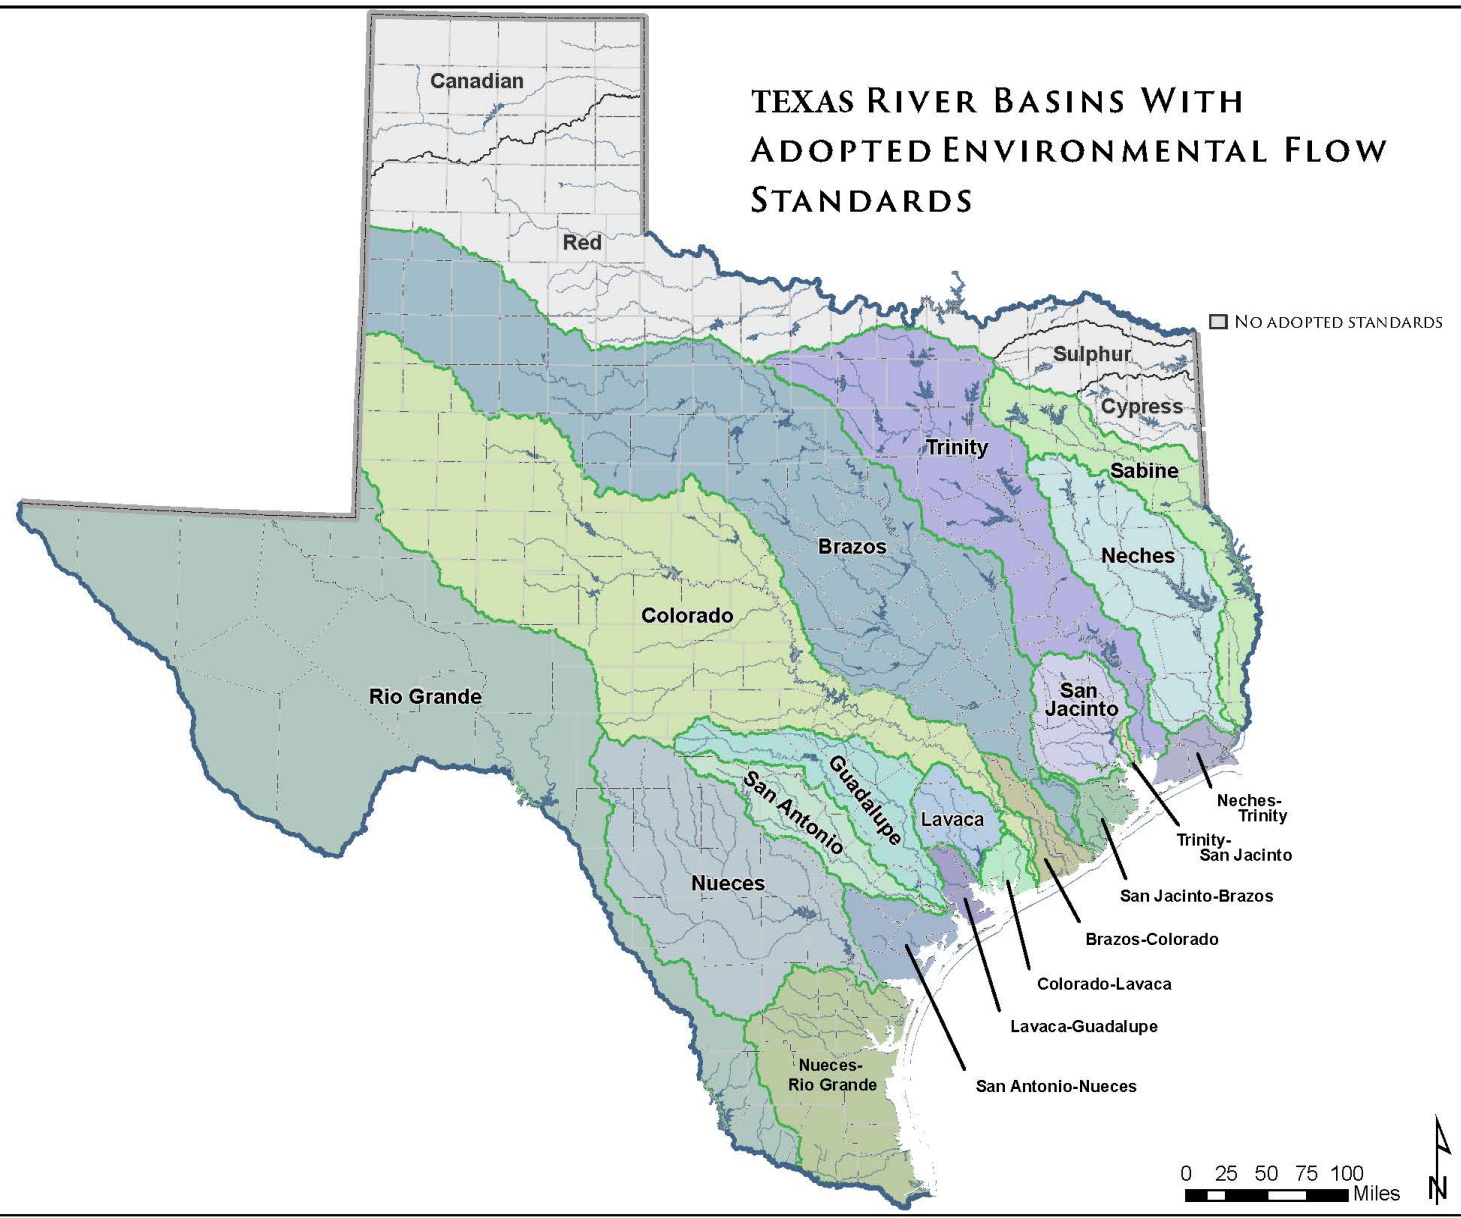 TEXAS RIVER BASINS WITH
ADOPTED ENVIRONMENTAL FLOW
STANDARDS
Canadian
Red
NO ADOPTED STANDARDS
Sulphur
Cypress
Trinity
Sabine
Brazos
Neches
Colorado
Rio Grande
San
Jacinto
Guadalupe
San Antonio
Lavaca
Nueces
Neches-
Trinity
Trinity-
San Jacinto
San Jacinto-Brazos
Brazos-Colorado
Colorado-Lavaca
Lavaca-Guadalupe
San Antonio-Nueces
Nueces-
Rio Grande
0 25 50 75 100
Miles
N